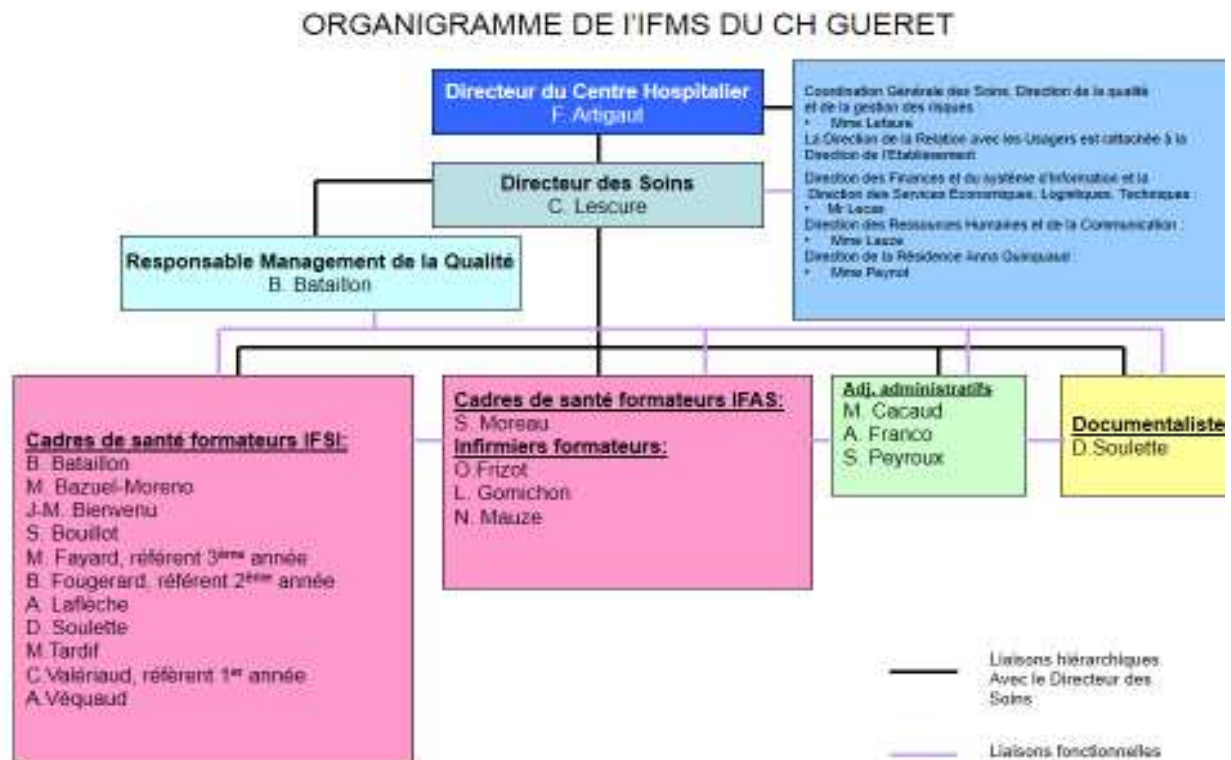 ORGANIGRAMME DE l'IFMS DU CH GUERET
Directeur du Centre Hospitalier
F. Artigaut
Coordination Générale des Soins, Direction de la qualité
et de la gestion des risques
• Mme Lefaure
La Direction de la Relation avec les Usagers est rattachée à la
Direction de l'Etablissement
Direction des Finances et du système d'Information et la
Direction des Services Economiques, Logistiques, Techniques :
• Mr
Direction des Ressources Humaines et de la Communication :
• Mme
Direction de la Résidence Anna Quinquaud
• Mme
Directeur des Soins
C. Lescure
Responsable Management de la Qualité
B. Bataillon
Cadres de santé formateurs IFSI:
B. Bataillon
M. Bazuel-Moreno
J-M. Bienvenu
S. Bouillot
M. Fayard, référent 3ème année
B. Fougerard, référent 2ème année
A. Laflèche
D. Soulette
M.Tardif
C.Valériaud, référent 1er année
A.Véquaud
Cadres de santé formateurs IFAS:
S. Moreau
Infirmiers formateurs:
O.Frizot
L. Gomichon
N. Mauze
Adj. administratifs
M. Cacaud
A. Franco
S. Peyroux
Documentaliste
D.Soulette
Liaisons hiérarchiques
Avec le Directeur des
Soins
Liaisons fonctionnelles